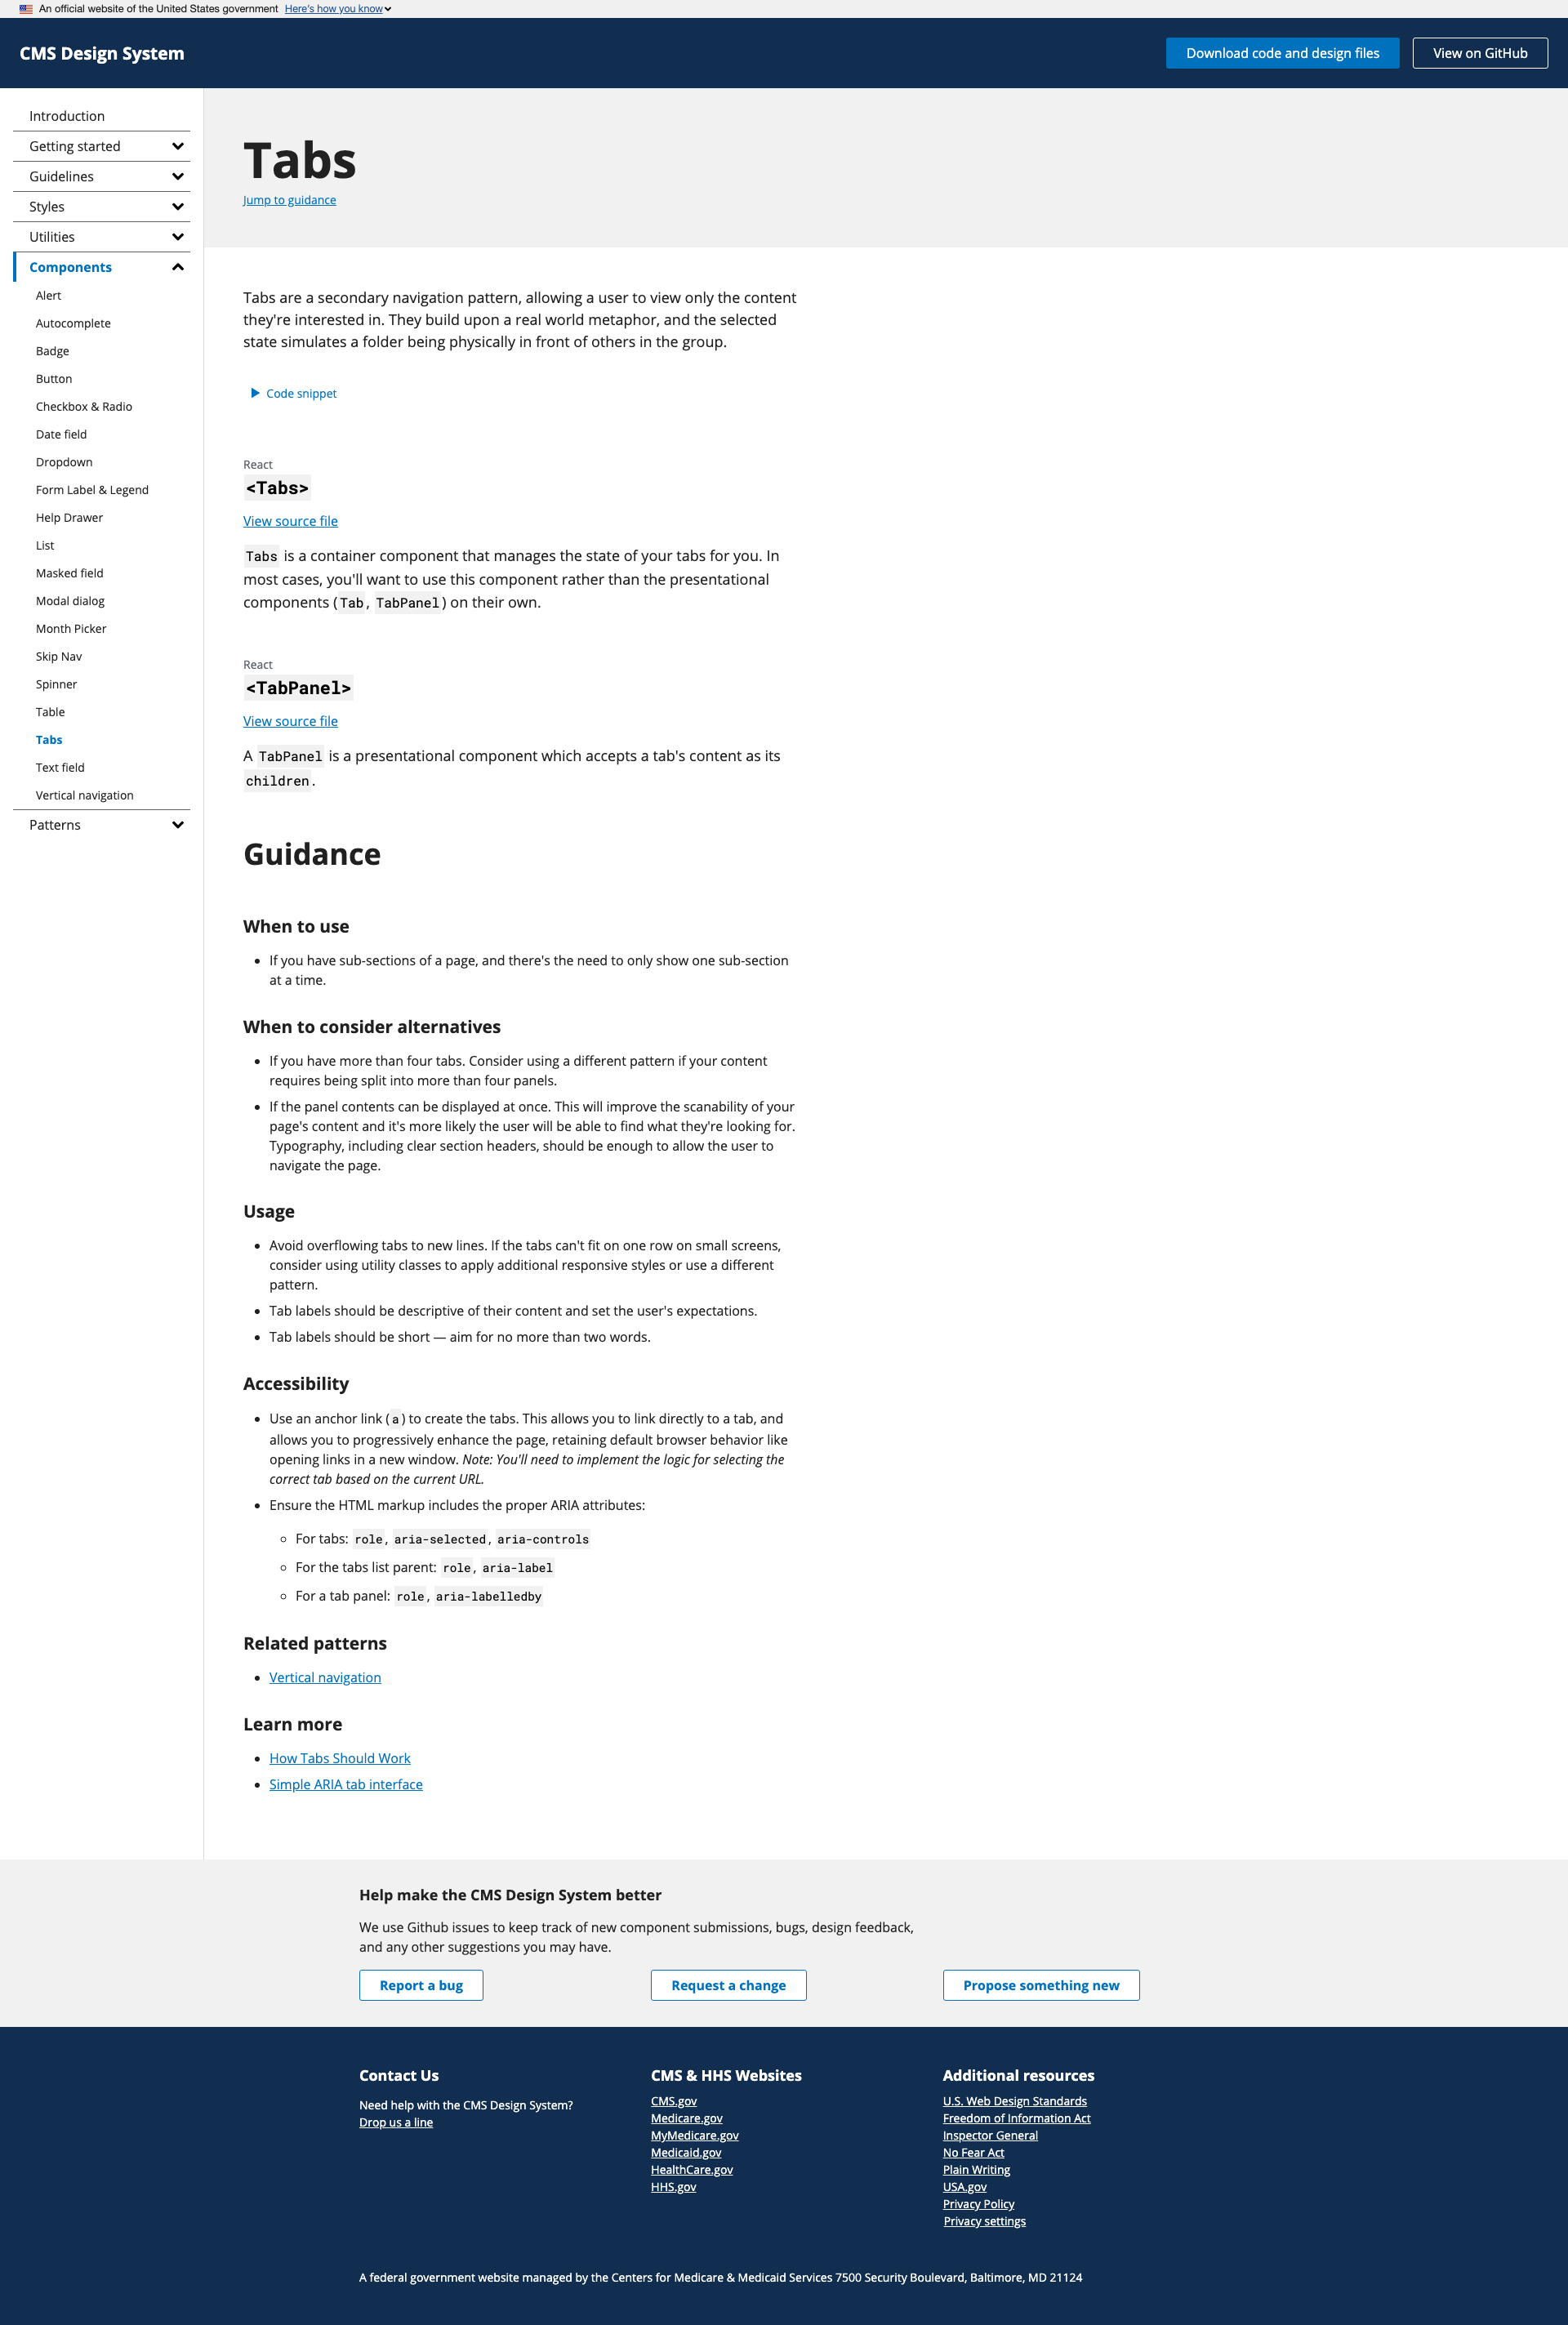 An official website of the United States government Here's how you know
CMS Design System
Download code and design files
View on GitHub
Introduction
Getting started
Guidelines
Styles
Utilities
Components
Alert
Autocomplete
Badge
Button
Checkbox & Radio
Date field
Dropdown
Form Label & Legend
Help Drawer
List
Masked field
Modal dialog
Month Picker
Skip Nav
Spinner
Table
Tabs
Text field
Vertical navigation
Patterns
Tabs
Jump to guidance
Tabs are a secondary navigation pattern, allowing a user to view only the content
they're interested in. They build upon a real world metaphor, and the selected
state simulates a folder being physically in front of others in the group.
Code snippet
React
<Tabs>
View source file
Tabs is a container component that manages the state of your tabs for you. In
most cases, you'll want to use this component rather than the presentational
components (Tab, TabPanel) on their own.
React
<TabPanel>
View source file
A TabPanel is a presentational component which accepts a tab's content as its
children.
Guidance
When to use
• If you have sub-sections of a page, and there's the need to only show one sub-section
at a time.
When to consider alternatives
• If you have more than four tabs. Consider using a different pattern if your content
requires being split into more than four panels.
• If the panel contents can be displayed at once. This will improve the scanability of your
page's content and it's more likely the user will be able to find what they're looking for.
Typography, including clear section headers, should be enough to allow the user to
navigate the page.
Usage
• Avoid overflowing tabs to new lines. If the tabs can't fit on one row on small screens,
consider using utility classes to apply additional responsive styles or use a different
pattern.
• Tab labels should be descriptive of their content and set the user's expectations.
• Tab labels should be short — aim for no more than two words.
Accessibility
• Use an anchor link (a) to create the tabs. This allows you to link directly to a tab, and
allows you to progressively enhance the page, retaining default browser behavior like
opening links in a new window. Note: You'll need to implement the logic for selecting the
correct tab based on the current URL.
• Ensure the HTML markup includes the proper ARIA attributes:
◦ For tabs: role, aria-selected, aria-controls
◦ For the tabs list parent: role, aria-label
◦ For a tab panel: role, aria-labelledby
Related patterns
• Vertical navigation
Learn more
• How Tabs Should Work
• Simple ARIA tab interface
Help make the CMS Design System better
We use Github issues to keep track of new component submissions, bugs, design feedback,
and any other suggestions you may have.
Report a bug
Request a change
Propose something new
Contact Us
Need help with the CMS Design System?
Drop us a line
CMS & HHS Websites
CMS.gov
Medicare.gov
MyMedicare.gov
Medicaid.gov
HealthCare.gov
HHS.gov
Additional resources
U.S. Web Design Standards
Freedom of Information Act
Inspector General
No Fear Act
Plain Writing
USA.gov
Privacy Policy
Privacy settings
A federal government website managed by the Centers for Medicare & Medicaid Services 7500 Security Boulevard, Baltimore, MD 21124